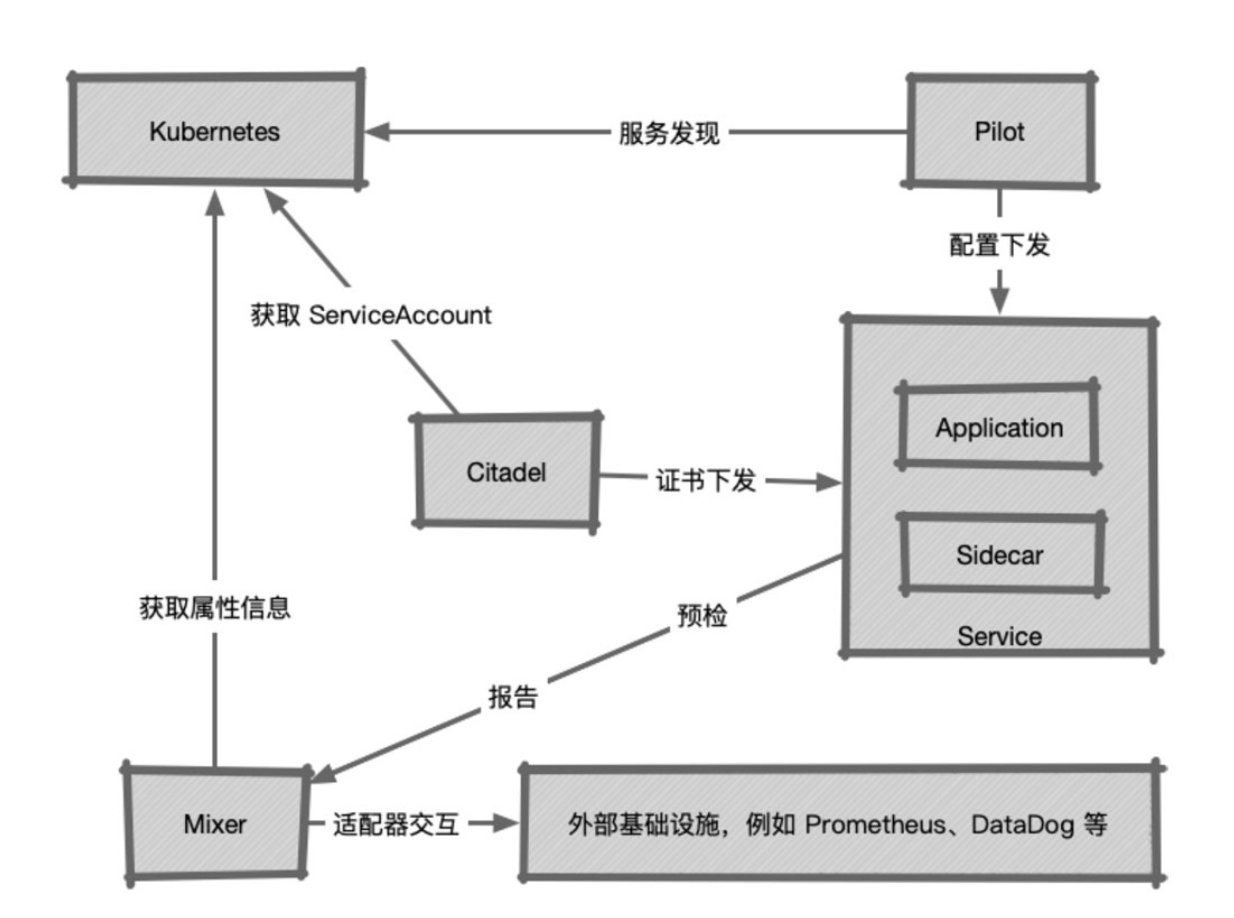 Kubernetes
服务发现
Pilot
配置下发
获取 ServiceAccount
Application
Citadel
证书下发
Sidecar
获取属性信息
预检
Service
报告
Mixer
适配器交互
外部基础设施，例如 Prometheus、DataDog 等